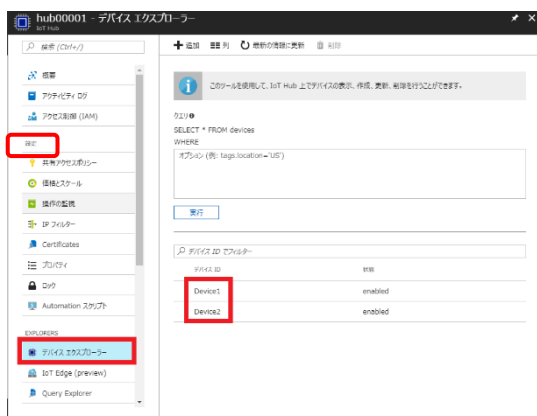 hub00001 - デバイス エクスプローラー
IoT Hub
検索 (Ctrl+/)
概要
アクティビティ ログ
アクセス制御 (IAM)
設定
共有アクセスポリシー
価格とスケール
操作の監視
IP フィルター
Certificates
プロパティ
ロック
Automation スクリプト
EXPLORERS
デバイス エクスプローラー
IoT Edge (preview)
Query Explorer
追加 列 最新の情報に更新 削除
このツールを使用して、IoT Hub 上でデバイスの表示、作成、更新、削除を行うことができます。
クエリ
SELECT * FROM devices
WHERE
オプション (例: tags.location='US')
実行
デバイス ID でフィルター
デバイス ID 状態
Device1 enabled
Device2 enabled